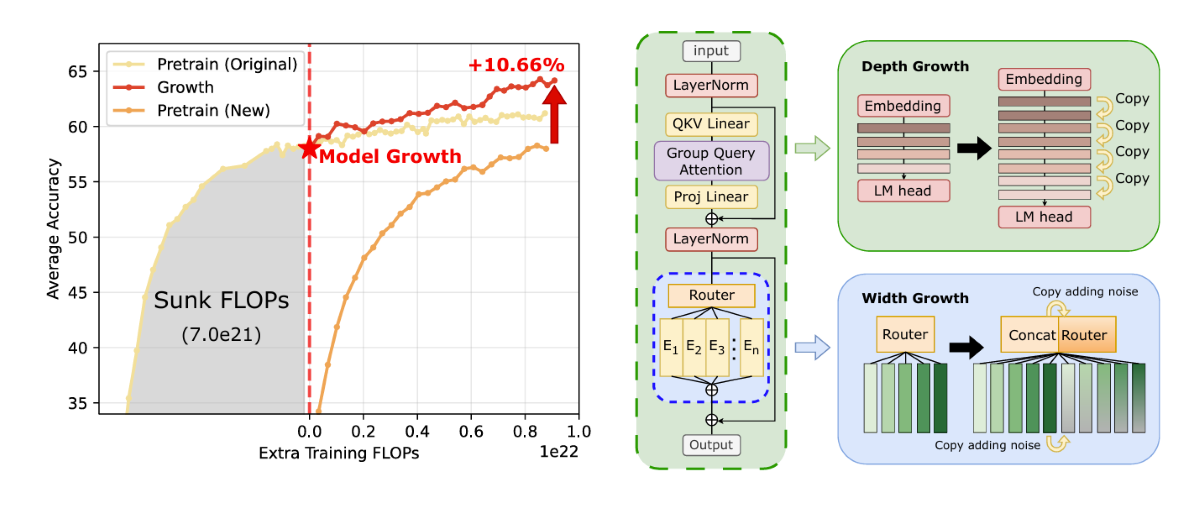 Pretrain (Original)
Growth
Pretrain (New)
+10.66%
Model Growth
Sunk FLOPs
(7.0e21)
Average Accuracy
65
60
55
50
45
40
35
0.0
0.2
0.4
0.6
0.8
1.0
1e22
Extra Training FLOPs
input
LayerNorm
QKV Linear
Group Query
Attention
Proj Linear
LayerNorm
Router
E1
E2
E3
En
Output
Depth Growth
Embedding
LM head
Embedding
Copy
Copy
Copy
Copy
LM head
Width Growth
Copy adding noise
Router
Concat Router
Copy adding noise